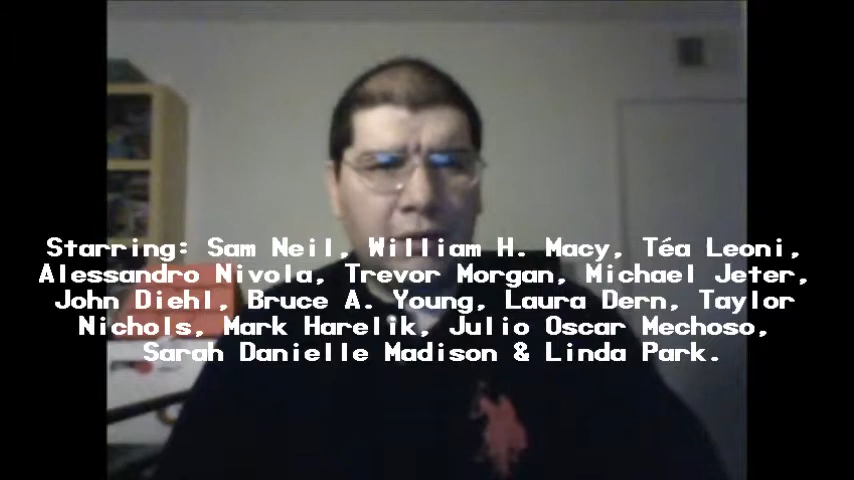 Starring: Sam Neil, William H. Macy, Téa Leoni,
Alessandro Nivola, Trevor Morgan, Michael Jeter,
John Diehl, Bruce A. Young, Laura Dern, Taylor
Nichols, Mark Harelik, Julio Oscar Mechoso,
Sarah Danielle Madison & Linda Park.